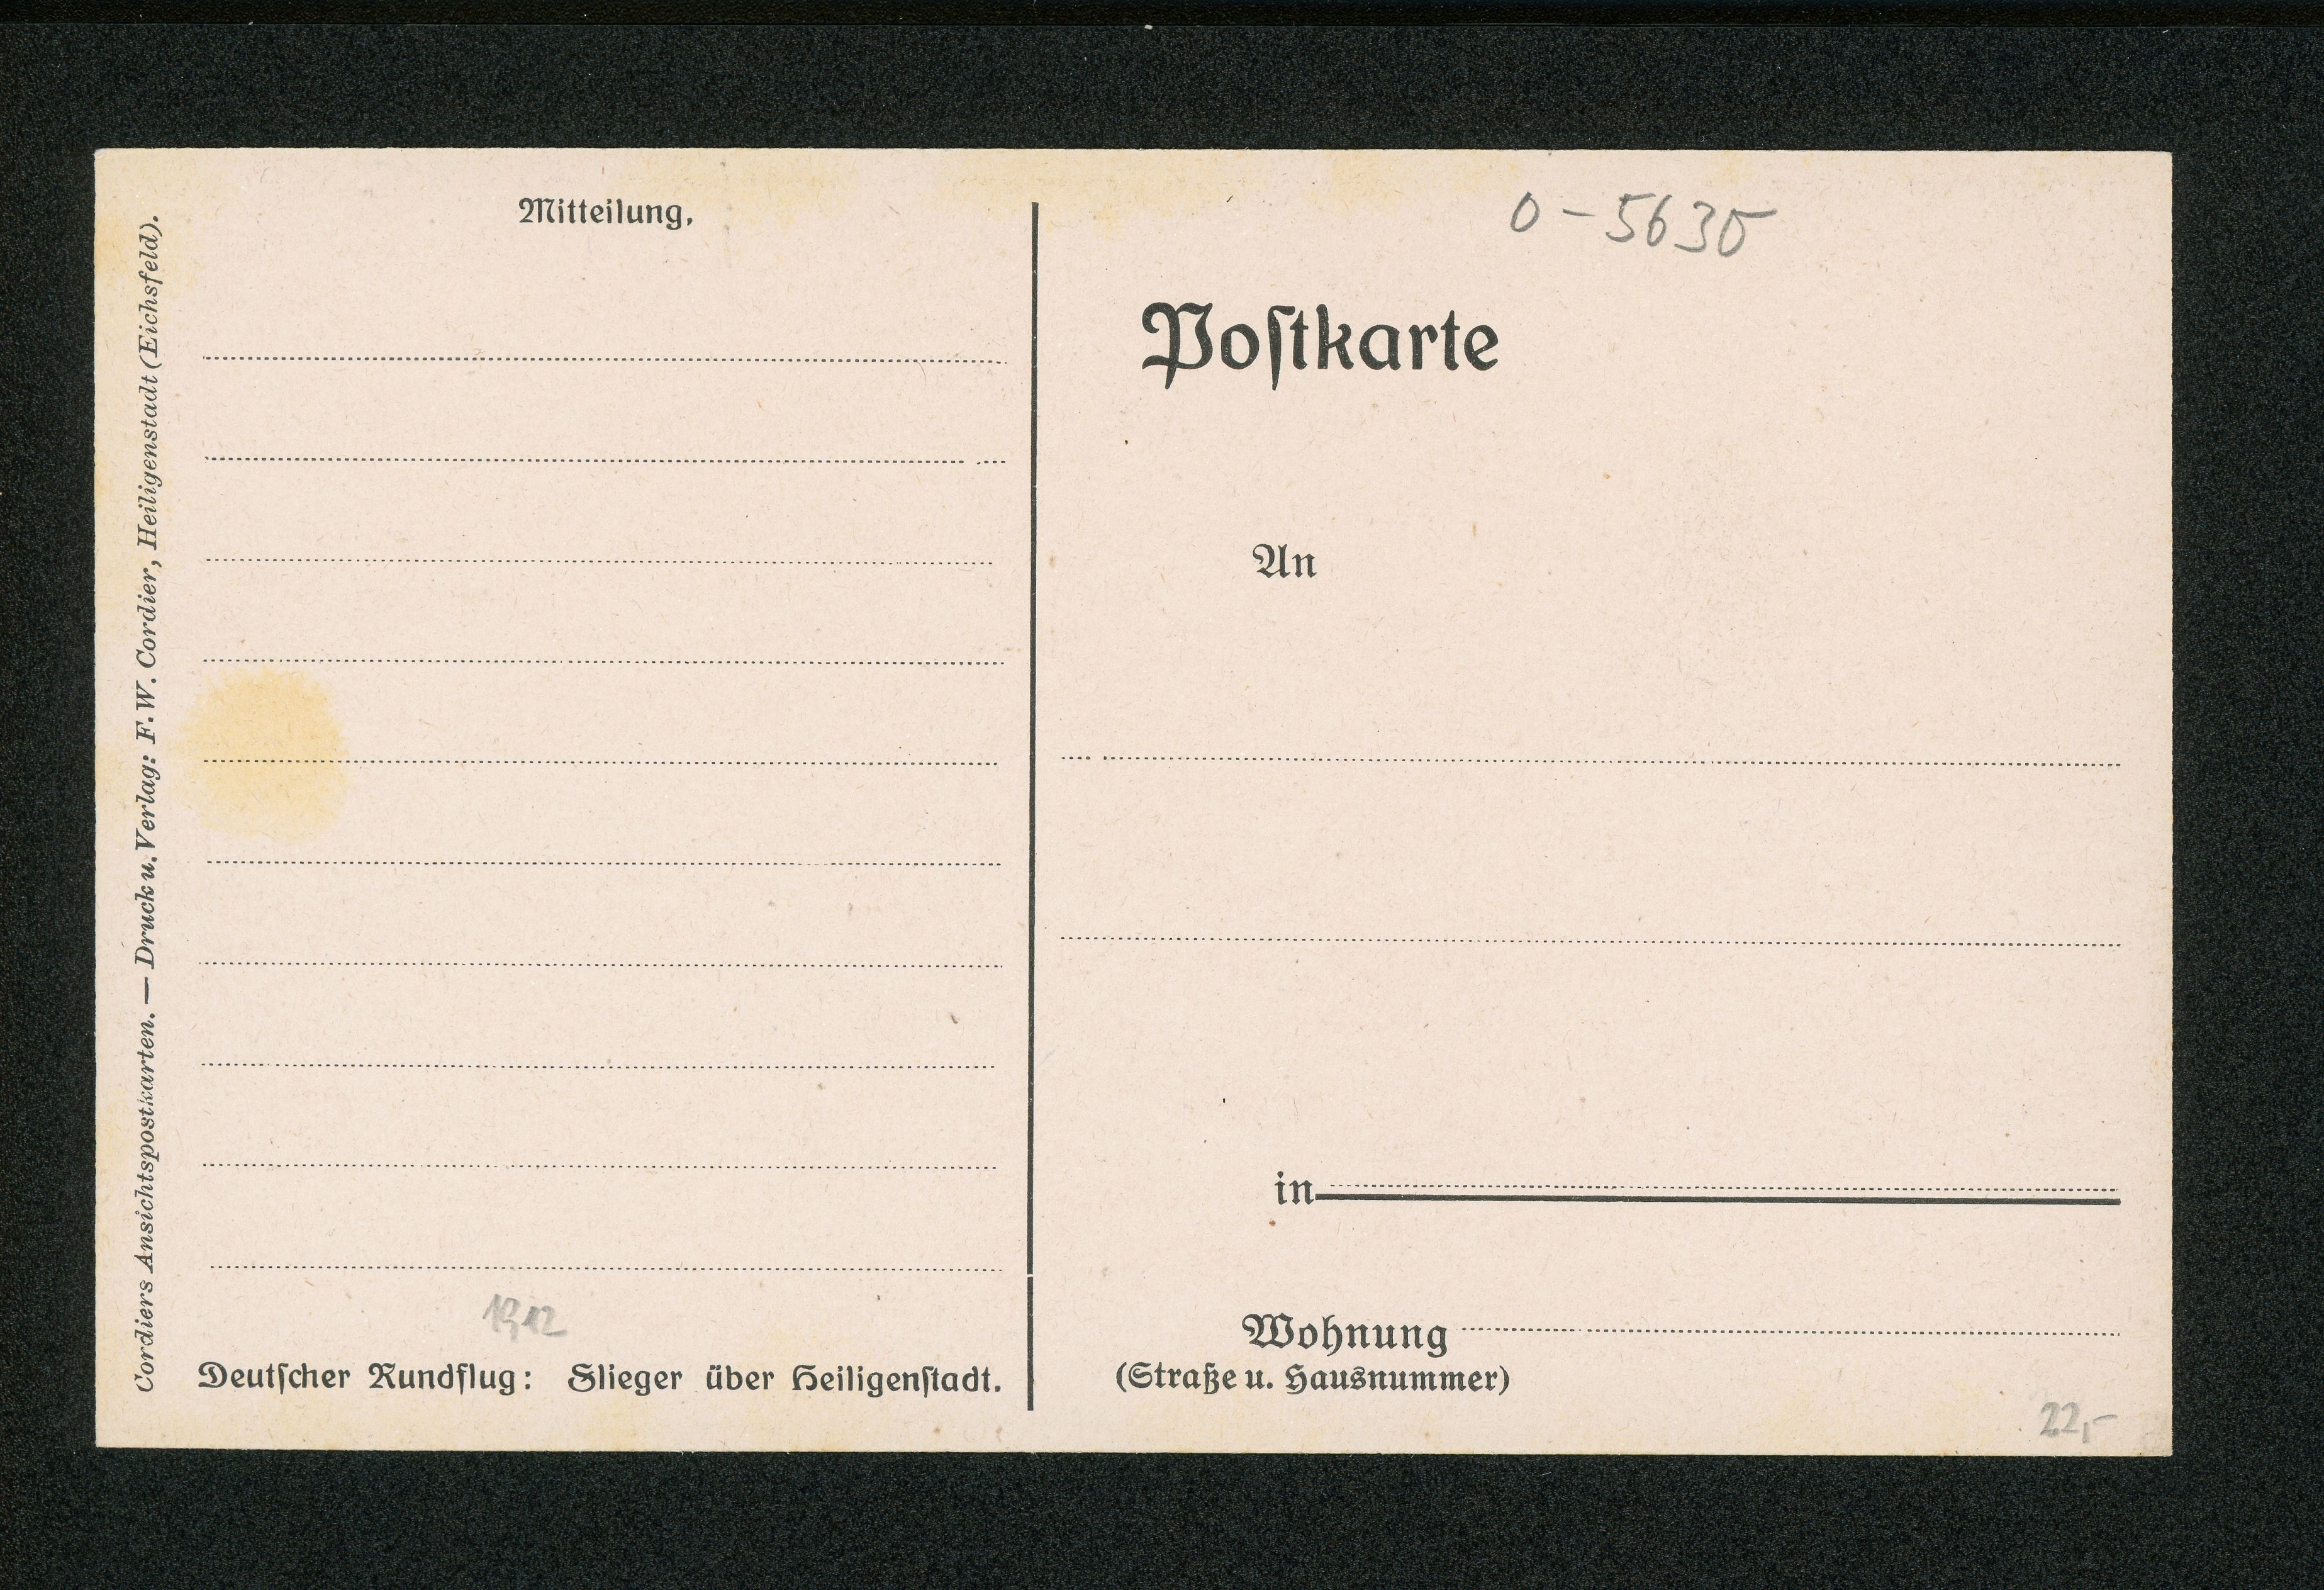 Cordiers Ansichtspostkarten. — Druck u. Verlag: F. W. Cordier, Heiligenstadt (Eichsfeld).
Mitteilung,
1912
Deutſcher Rundflug: Flieger über Heiligenſtadt.
0-5630
Poſtkarte
An
in
Wohnung
(Straße u. Hausnummer)
22,-